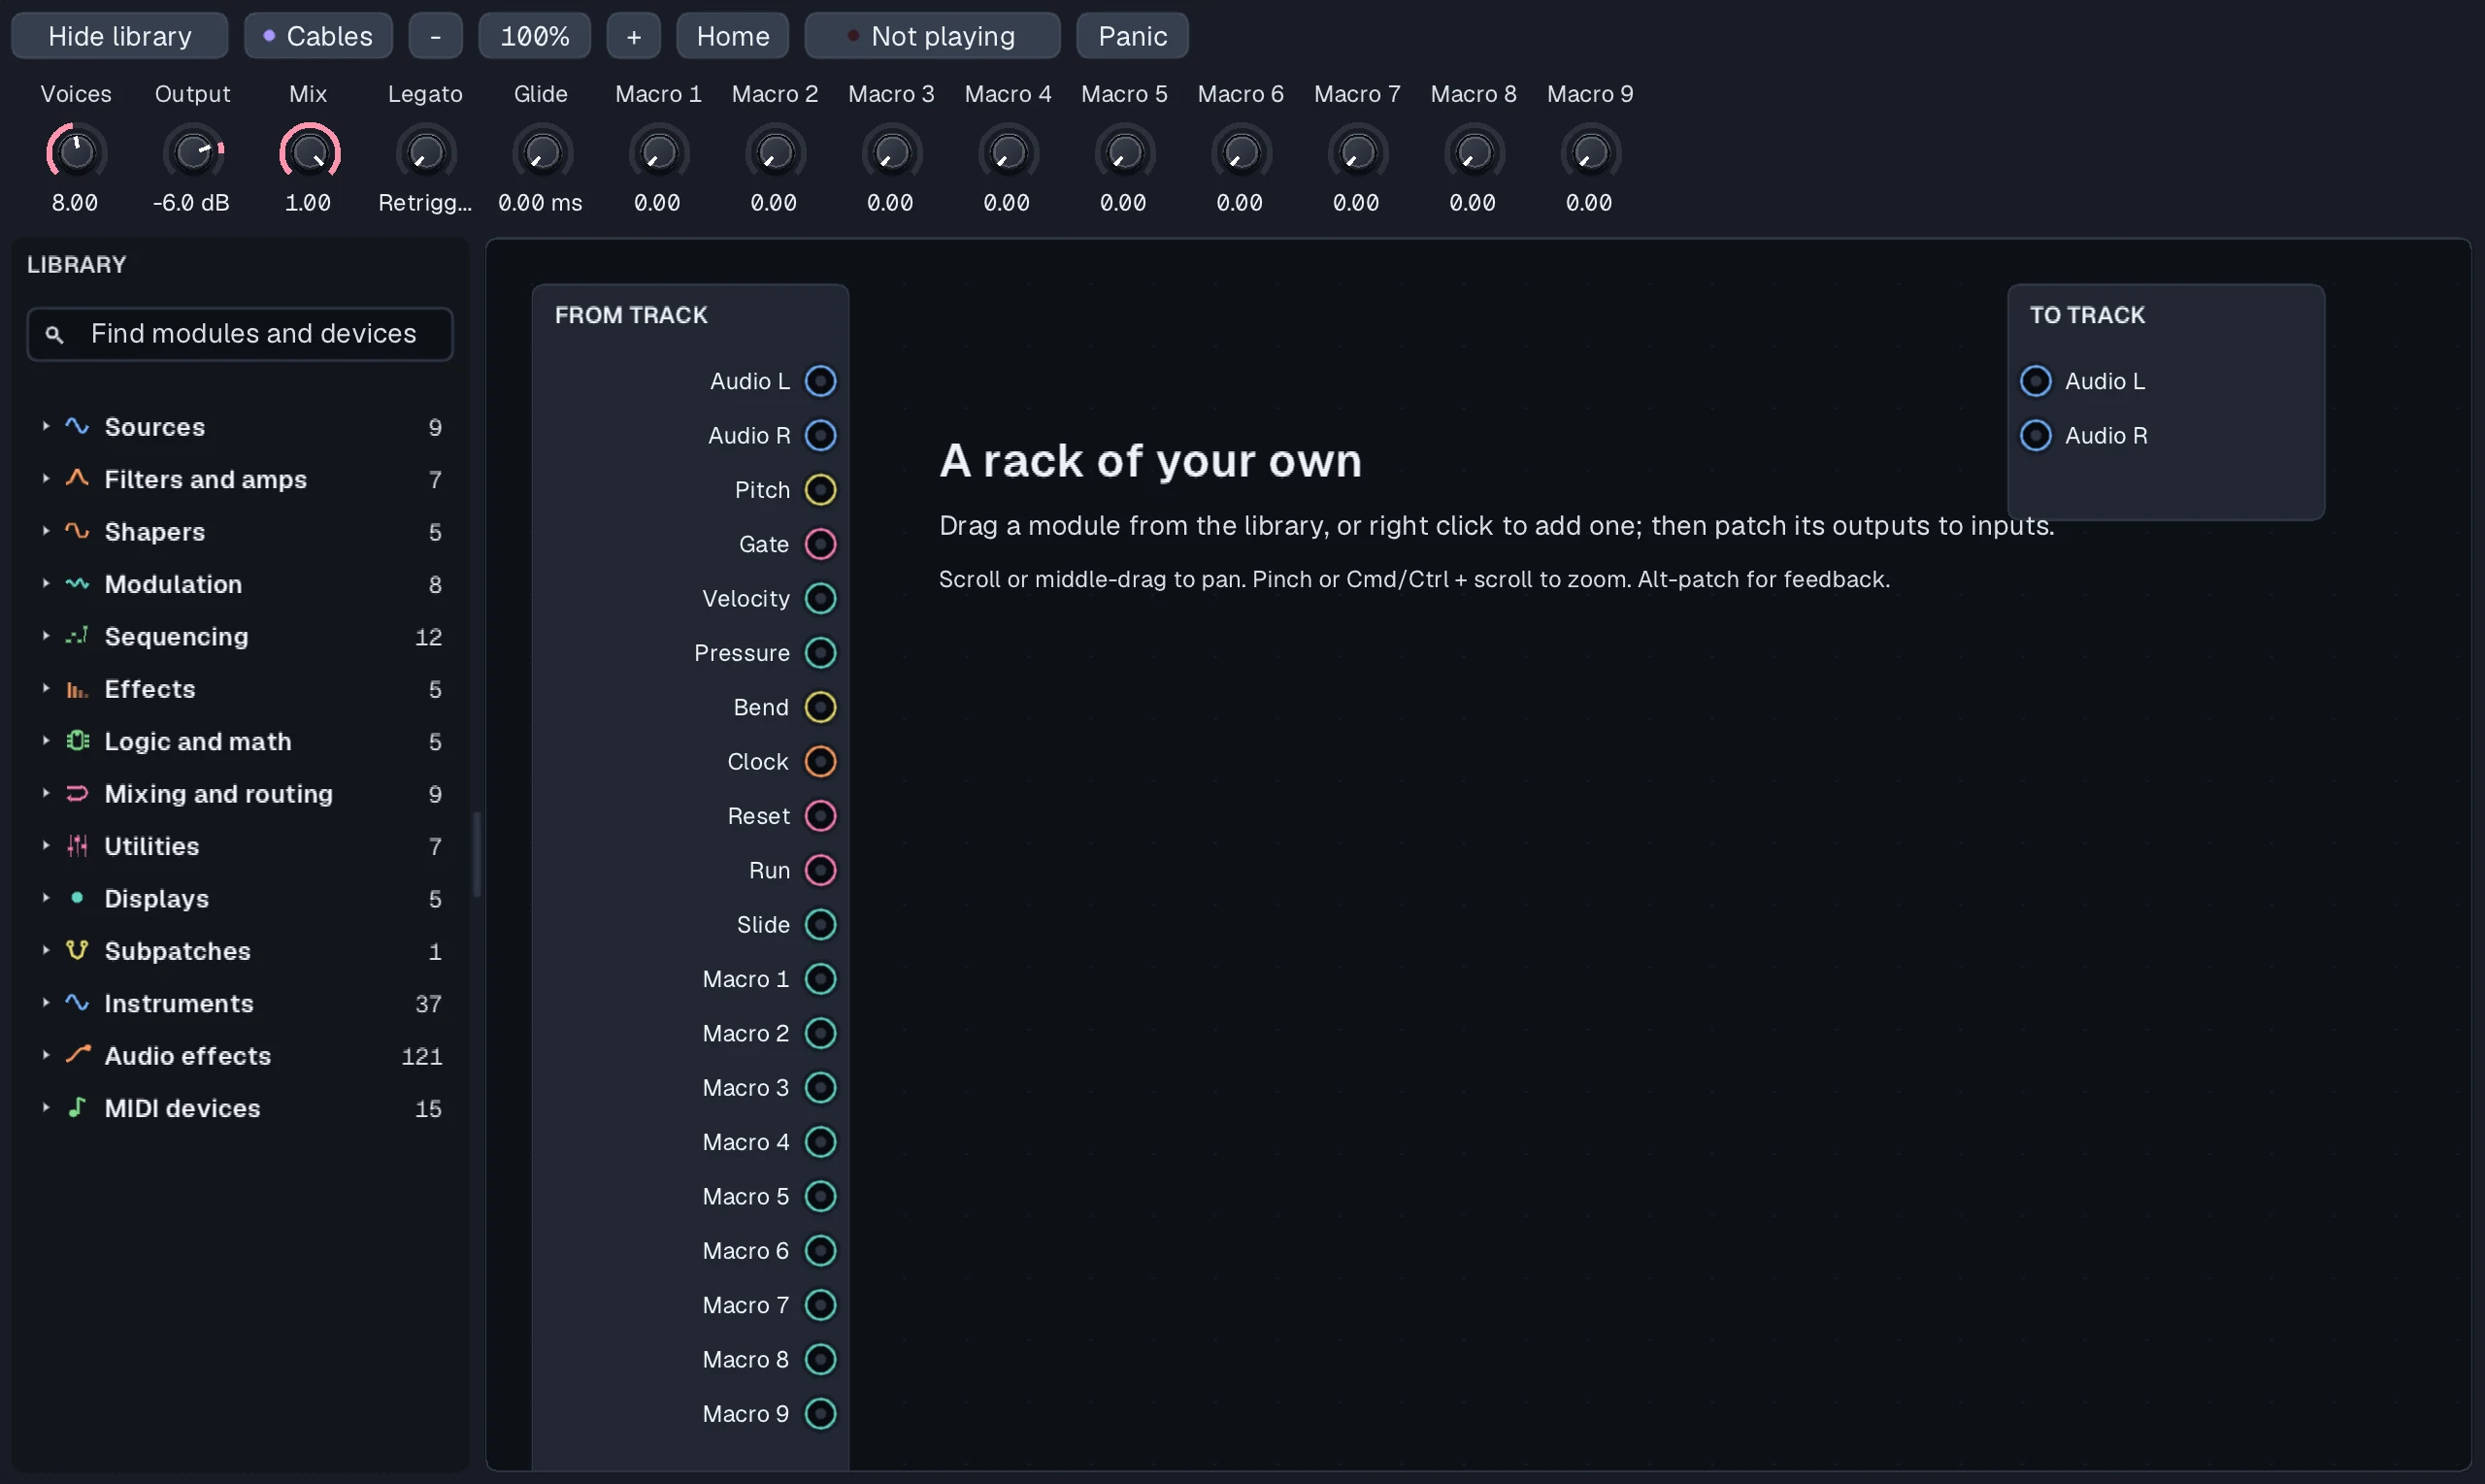 Hide library Cables - 100% + Home Not playing Panic
Voices Output Mix Legato Glide Macro 1 Macro 2 Macro 3 Macro 4 Macro 5 Macro 6 Macro 7 Macro 8 Macro 9
8.00 -6.0 dB 1.00 Retrigg... 0.00 ms 0.00 0.00 0.00 0.00 0.00 0.00 0.00 0.00 0.00
LIBRARY
Find modules and devices
Sources 9
Filters and amps 7
Shapers 5
Modulation 8
Sequencing 12
Effects 5
Logic and math 5
Mixing and routing 9
Utilities 7
Displays 5
Subpatches 1
Instruments 37
Audio effects 121
MIDI devices 15
FROM TRACK
Audio L
Audio R
Pitch
Gate
Velocity
Pressure
Bend
Clock
Reset
Run
Slide
Macro 1
Macro 2
Macro 3
Macro 4
Macro 5
Macro 6
Macro 7
Macro 8
Macro 9
A rack of your own
Drag a module from the library, or right click to add one; then patch its outputs to inputs.
Scroll or middle-drag to pan. Pinch or Cmd/Ctrl + scroll to zoom. Alt-patch for feedback.
TO TRACK
Audio L
Audio R